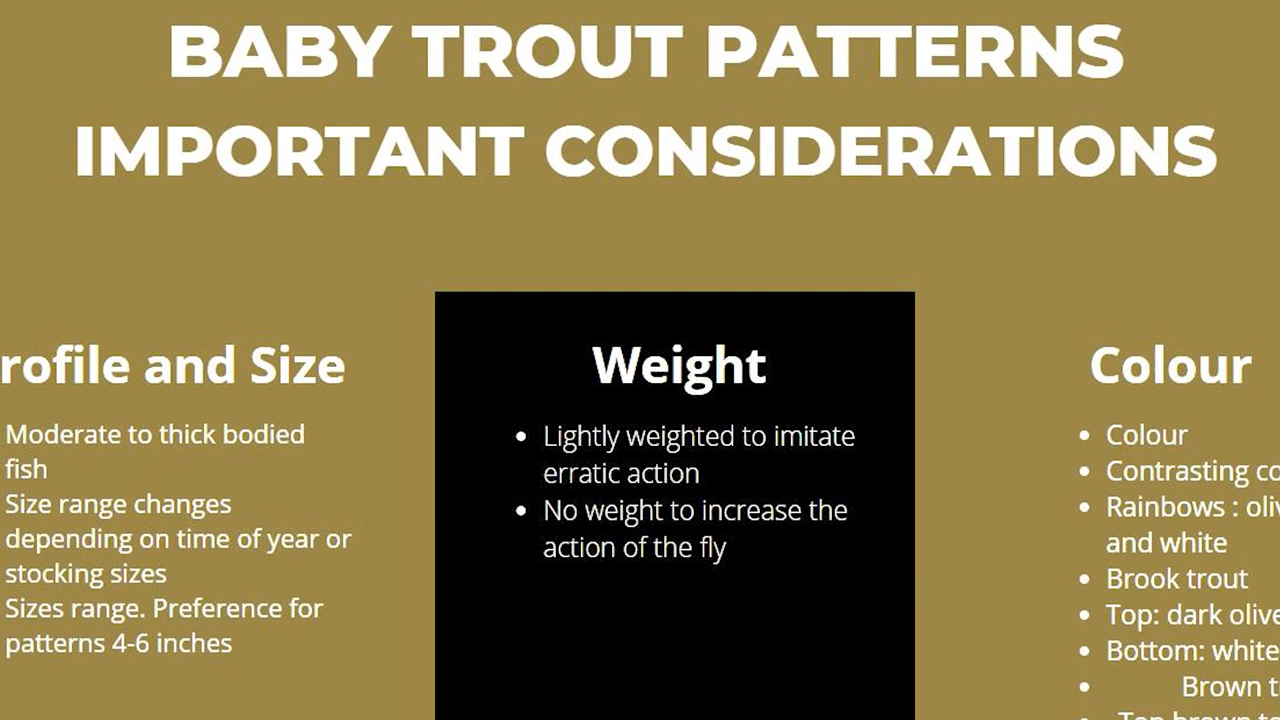 BABY TROUT PATTERNS
IMPORTANT CONSIDERATIONS
rofile and Size
Moderate to thick bodied
fish
Size range changes
depending on time of year or
stocking sizes
Sizes range. Preference for
patterns 4-6 inches
Weight
• Lightly weighted to imitate
erratic action
• No weight to increase the
action of the fly
Colour
• Colour
• Contrasting
• Rainbows :
and white
• Brook trout
• Top: dark olive
• Bottom: white
• Brown